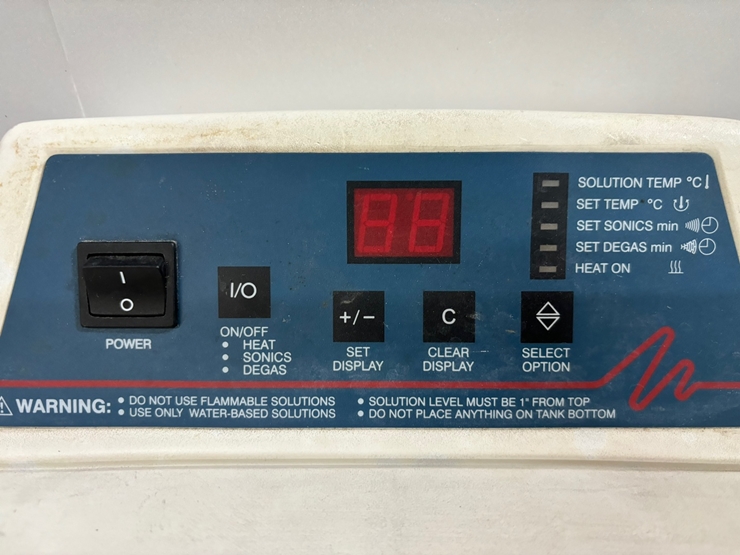 SOLUTION TEMP °C
SET TEMP °C
SET SONICS min
SET DEGAS min
HEAT ON
I
O
POWER
I/O
ON/OFF
• HEAT
• SONICS
• DEGAS
+/−
SET
DISPLAY
C
CLEAR
DISPLAY
SELECT
OPTION
WARNING:
• DO NOT USE FLAMMABLE SOLUTIONS
• USE ONLY WATER-BASED SOLUTIONS
• SOLUTION LEVEL MUST BE 1" FROM TOP
• DO NOT PLACE ANYTHING ON TANK BOTTOM